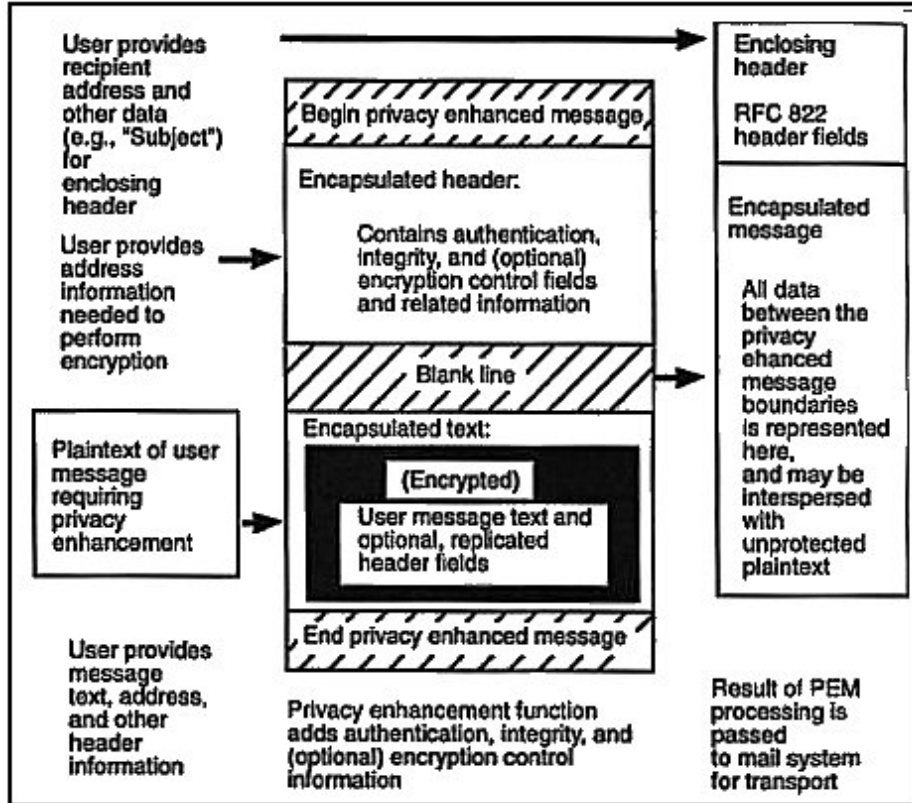 User provides
recipient
address and
other data
(e.g., "Subject")
for
enclosing
header
User provides
address
information
needed to
perform
encryption
Plaintext of user
message
requiring
privacy
enhancement
User provides
message
text, address,
and other
header
information
Begin privacy enhanced message
Encapsulated header:
Contains authentication,
integrity, and (optional)
encryption control fields
and related information
Blank line
Encapsulated text:
(Encrypted)
User message text and
optional, replicated
header fields
End privacy enhanced message
Privacy enhancement function
adds authentication, integrity, and
(optional) encryption control
information
Enclosing
header
RFC 822
header fields
Encapsulated
message
All data
between the
privacy
ehanced
message
boundaries
is represented
here,
and may be
interspersed
with
unprotected
plaintext
Result of PEM
processing is
passed
to mail system
for transport